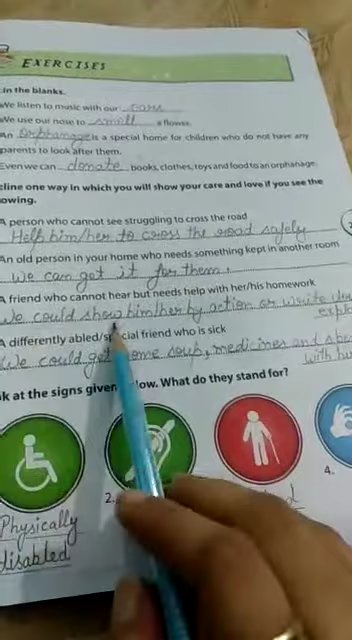 EXERCISES
in the blanks.
We listen to music with our ears
We use our nose to smell a flower.
An orphanage is a special home for children who do not have any
parents to look after them.
Even we can donate books, clothes, toys and food to an orphanage.
tline one way in which you will show your care and love if you see the
owing.
A person who cannot see struggling to cross the road
Help him/her to cross the road safely
An old person in your home who needs something kept in another room
We can get it for them.
A friend who cannot hear but needs help with her/his homework
We could show him/her by action or write
A differently abled/special friend who is sick
We could get some soup, medicines and
with
k at the signs given low. What do they stand for?
2.
4.
Physically
disabled